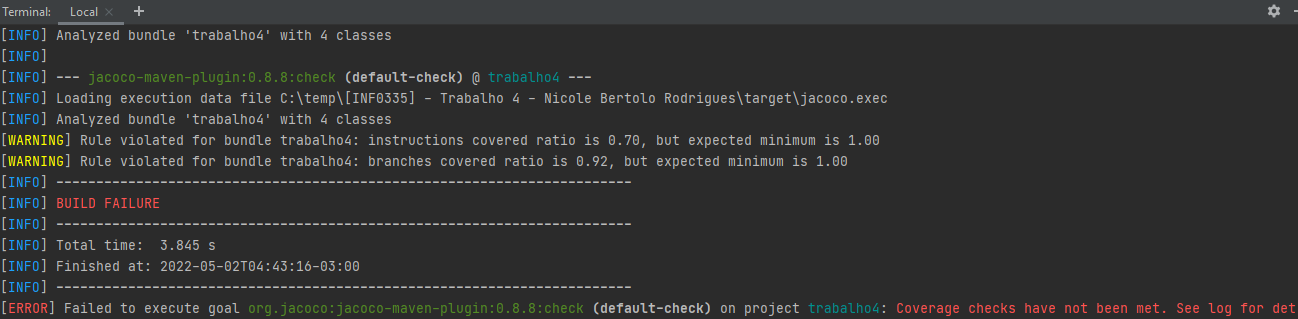 Terminal: Local × +
[INFO] Analyzed bundle 'trabalho4' with 4 classes
[INFO]
[INFO] --- jacoco-maven-plugin:0.8.8:check (default-check) @ trabalho4 ---
[INFO] Loading execution data file C:\temp\[INF0335] - Trabalho 4 - Nicole Bertolo Rodrigues\target\jacoco.exec
[INFO] Analyzed bundle 'trabalho4' with 4 classes
[WARNING] Rule violated for bundle trabalho4: instructions covered ratio is 0.70, but expected minimum is 1.00
[WARNING] Rule violated for bundle trabalho4: branches covered ratio is 0.92, but expected minimum is 1.00
[INFO] ------------------------------------------------------------------------
[INFO] BUILD FAILURE
[INFO] ------------------------------------------------------------------------
[INFO] Total time:  3.845 s
[INFO] Finished at: 2022-05-02T04:43:16-03:00
[INFO] ------------------------------------------------------------------------
[ERROR] Failed to execute goal org.jacoco:jacoco-maven-plugin:0.8.8:check (default-check) on project trabalho4: Coverage checks have not been met. See log for det